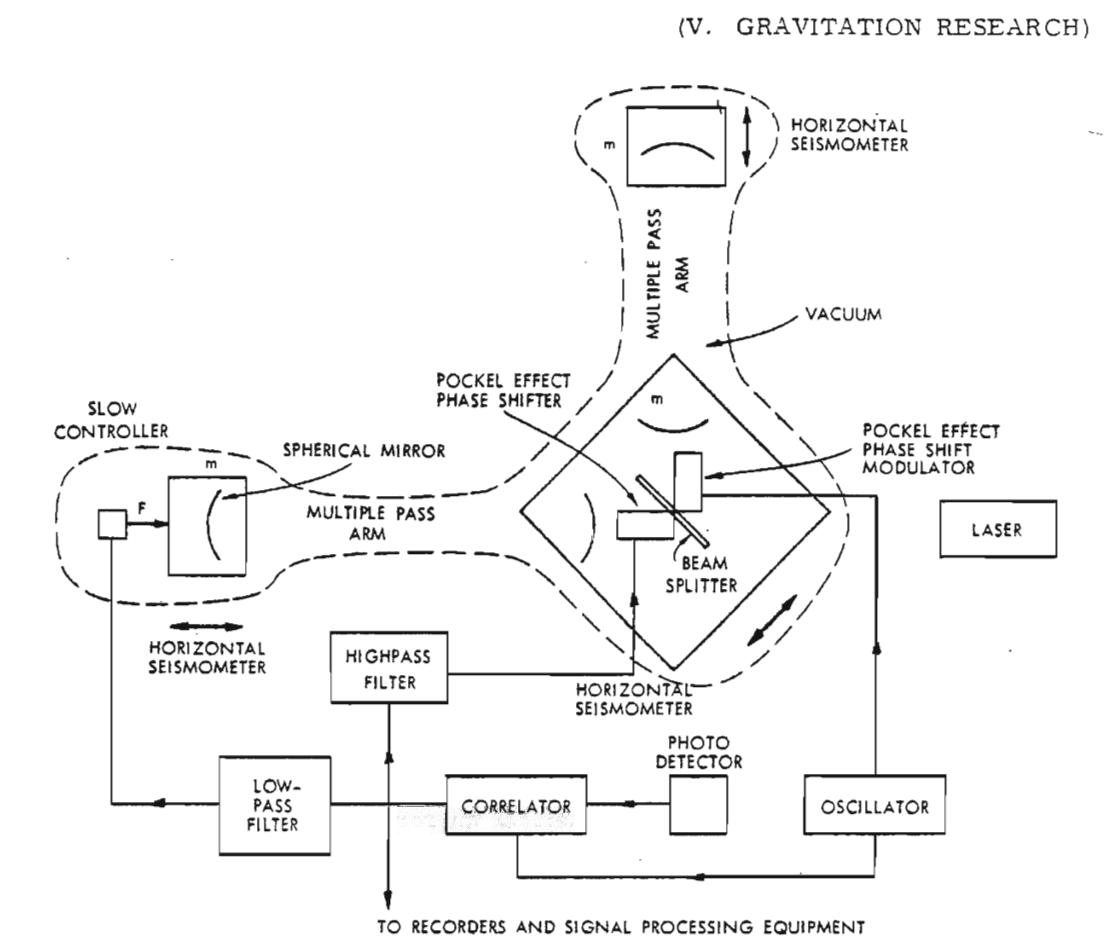 (V. GRAVITATION RESEARCH)
m
HORIZONTAL
SEISMOMETER
MULTIPLE PASS
ARM
VACUUM
POCKEL EFFECT
PHASE SHIFTER
m
SLOW
CONTROLLER
SPHERICAL MIRROR
POCKEL EFFECT
PHASE SHIFT
MODULATOR
m
F
MULTIPLE PASS
ARM
LASER
BEAM
SPLITTER
HORIZONTAL
SEISMOMETER
HIGHPASS
FILTER
HORIZONTAL
SEISMOMETER
PHOTO
DETECTOR
LOW-
PASS
FILTER
CORRELATOR
OSCILLATOR
TO RECORDERS AND SIGNAL PROCESSING EQUIPMENT